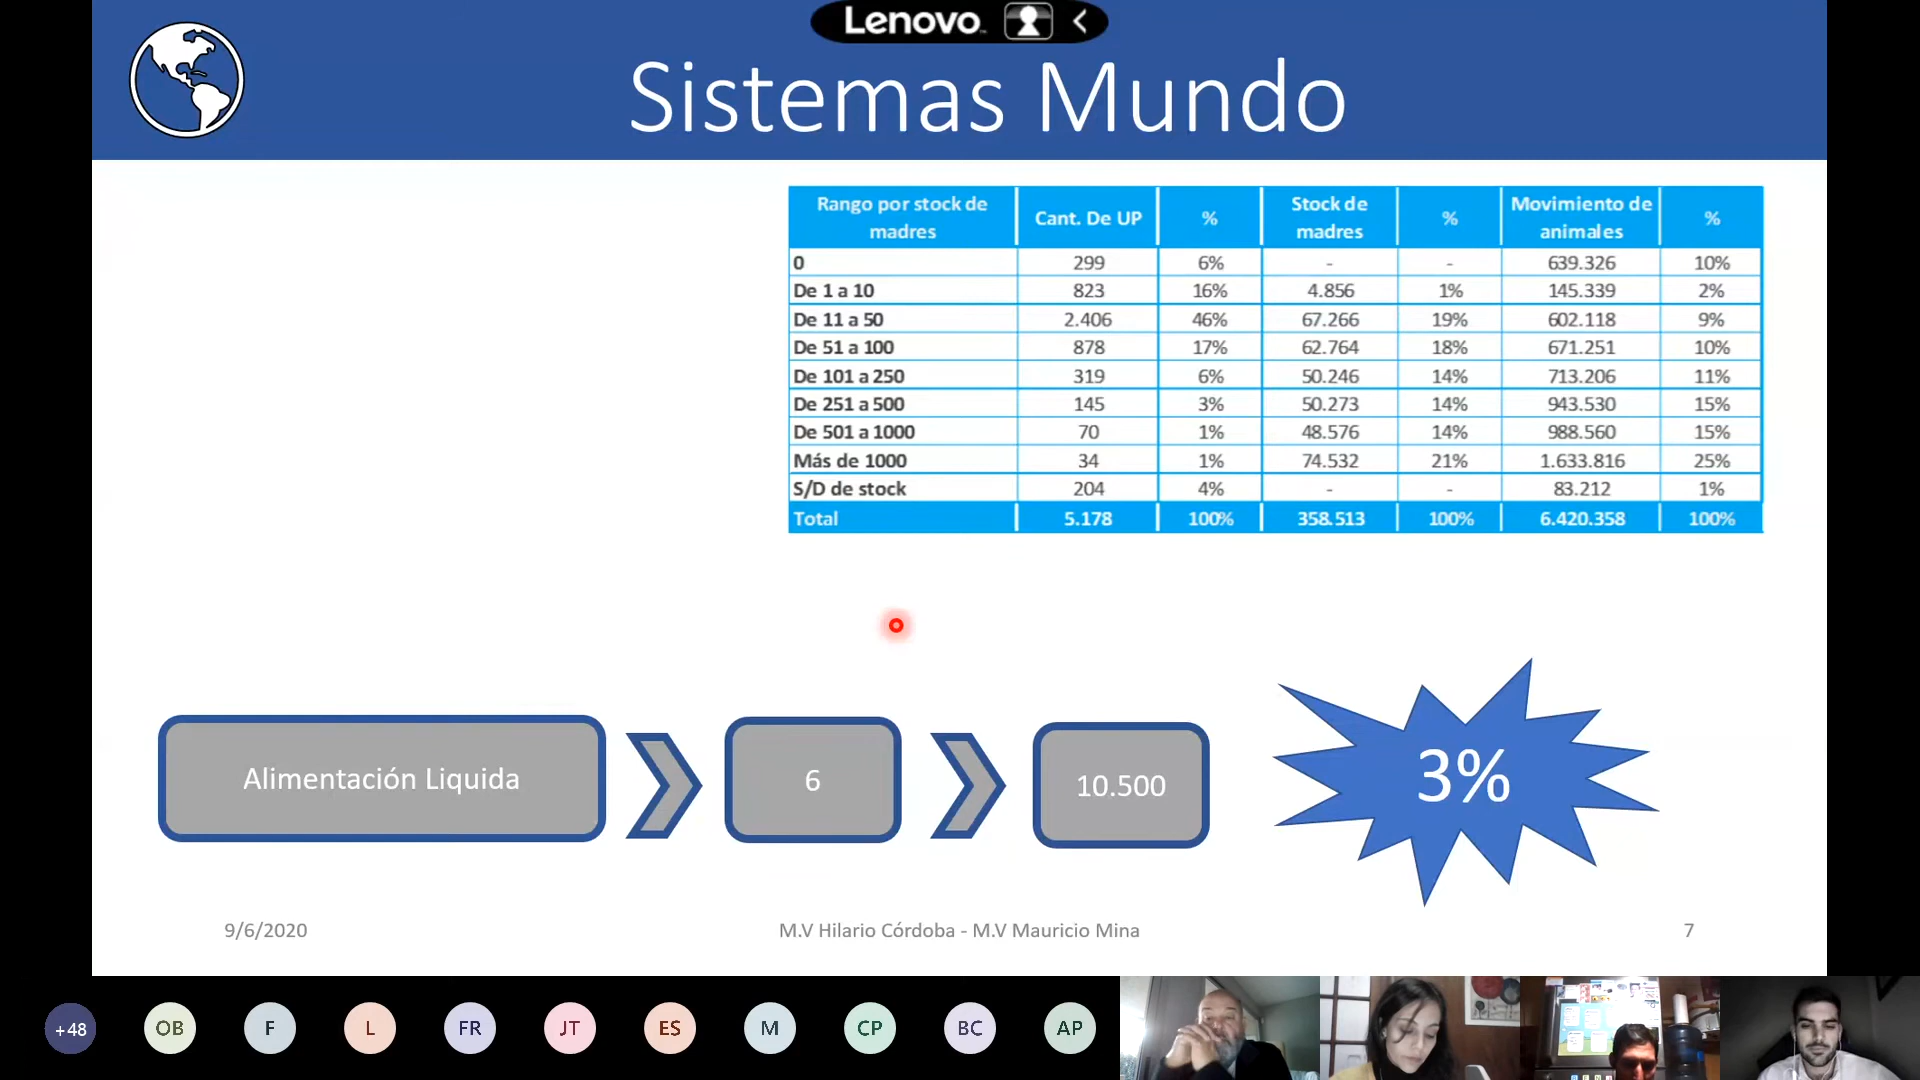 Lenovo
Sistemas Mundo
Rango por stock de madres Cant. De UP % Stock de madres % Movimiento de animales %
0 299 6% - - 639.326 10%
De 1 a 10 823 16% 4.856 1% 145.339 2%
De 11 a 50 2.406 46% 67.266 19% 602.118 9%
De 51 a 100 878 17% 62.764 18% 671.251 10%
De 101 a 250 319 6% 50.246 14% 713.206 11%
De 251 a 500 145 3% 50.273 14% 943.530 15%
De 501 a 1000 70 1% 48.576 14% 988.560 15%
Más de 1000 34 1% 74.532 21% 1.633.816 25%
S/D de stock 204 4% - - 83.212 1%
Total 5.178 100% 358.513 100% 6.420.358 100%
Alimentación Liquida 6 10.500 3%
9/6/2020 M.V Hilario Córdoba - M.V Mauricio Mina 7
+48 OB F L FR JT ES M CP BC AP